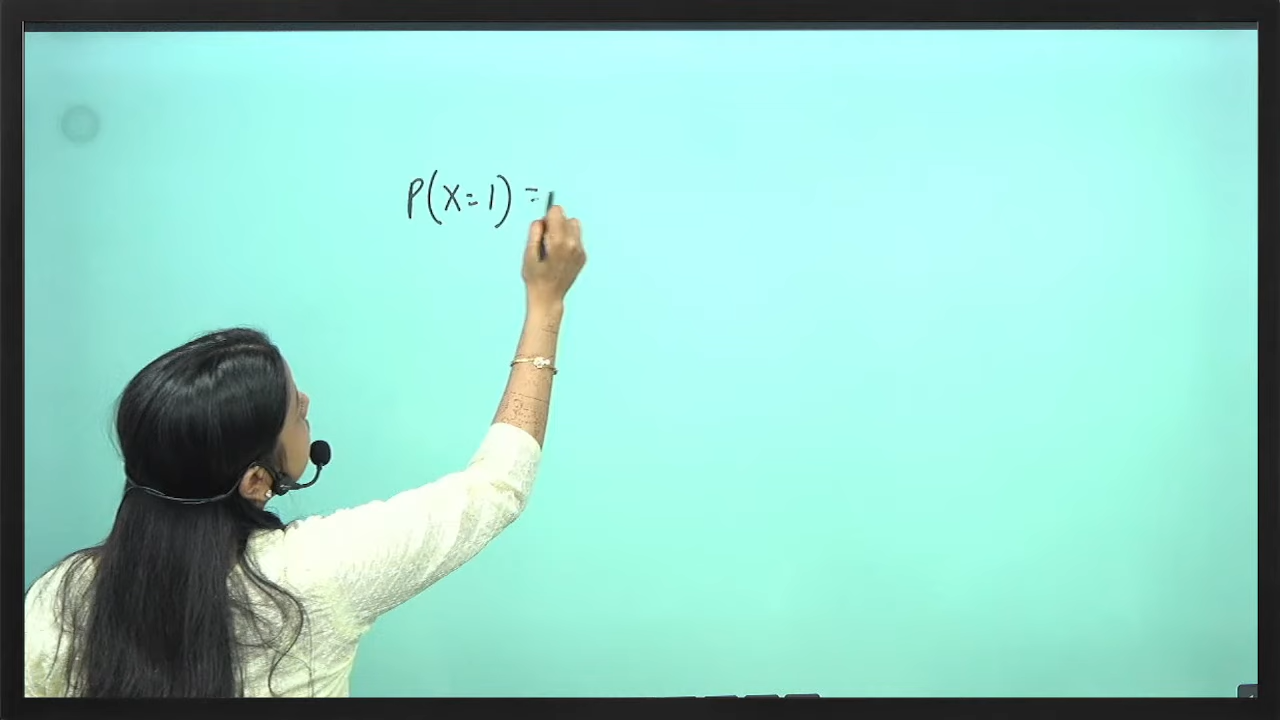 P(X=1) =